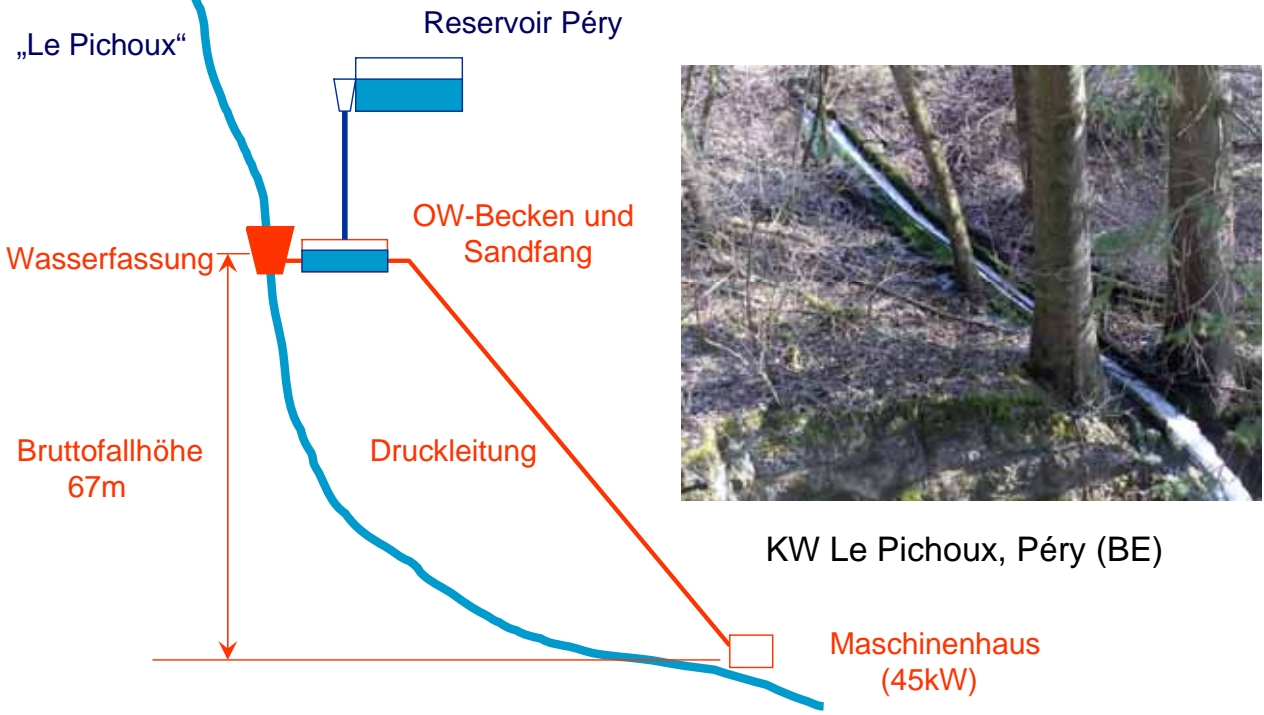 „Le Pichoux“
Reservoir Péry
OW-Becken und
Sandfang
Wasserfassung
Bruttofallhöhe
67m
Druckleitung
KW Le Pichoux, Péry (BE)
Maschinenhaus
(45kW)